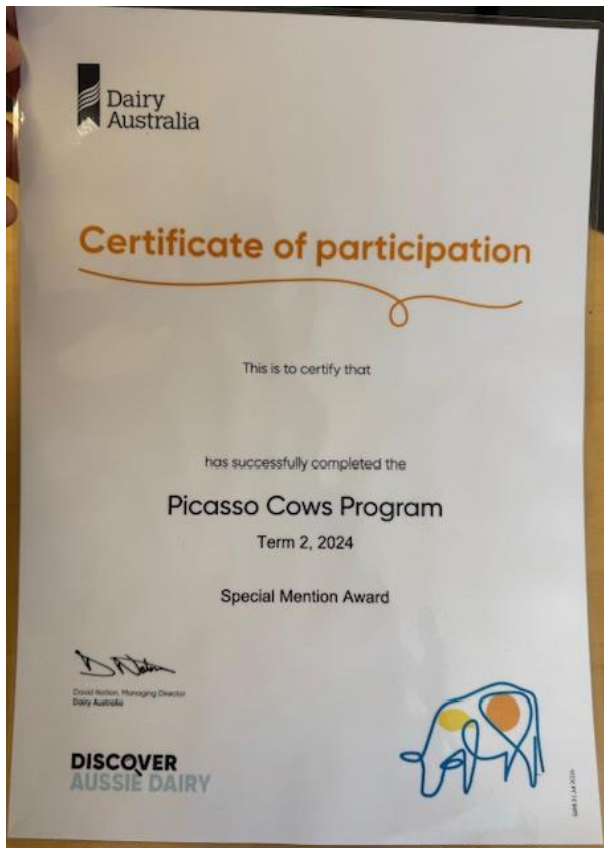 Dairy
Australia
Certificate of participation
This is to certify that
has successfully completed the
Picasso Cows Program
Term 2, 2024
Special Mention Award
David Nation, Managing Director
Dairy Australia
DISCOVER
AUSSIE DAIRY